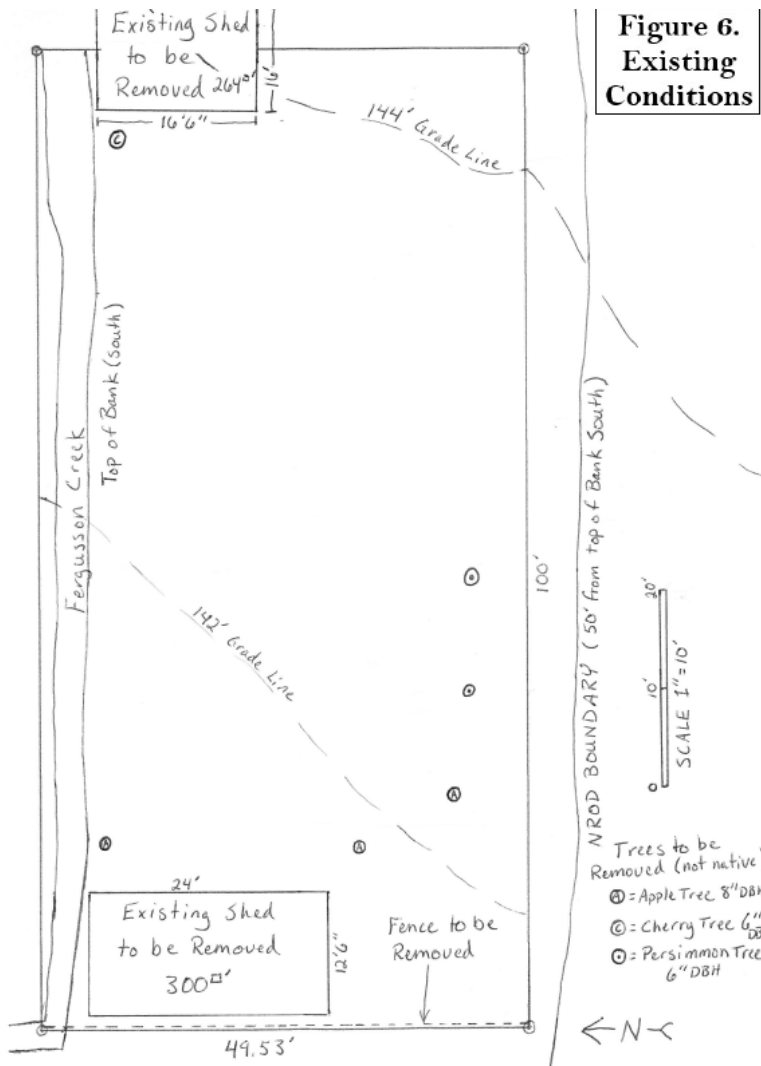 Figure 6.
Existing
Conditions
Existing Shed
to be
Removed 264□'
16'
16'6"
C
144' Grade Line
Top of Bank (south)
Fergusson Creek
142' Grade Line
100'
NROD BOUNDARY (50' from top of Bank South)
20'
10'
0
SCALE 1"=10'
A
A
A
24'
Existing Shed
to be Removed
300□'
12'6"
Fence to be
Removed
49.53'
Trees to be
Removed (not native
A = Apple Tree 8"DBH
C = Cherry Tree 6"
DB
= Persimmon Tree
6" DBH
N